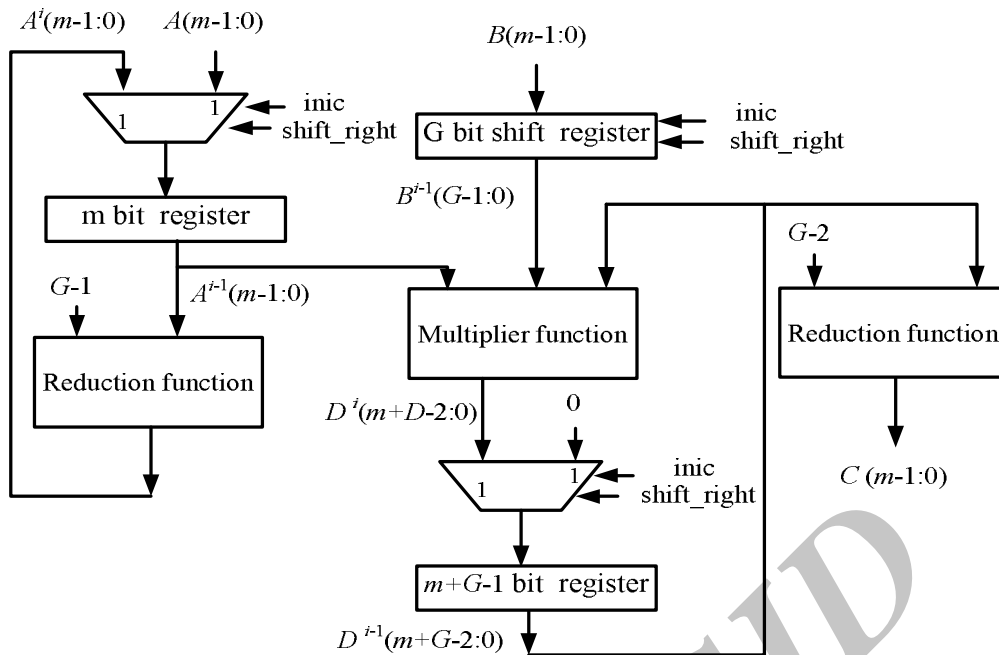 A^i(m-1:0)
A(m-1:0)
B(m-1:0)
1
1
inic
shift_right
G bit shift register
inic
shift_right
B^{i-1}(G-1:0)
m bit register
G-2
G-1
A^{i-1}(m-1:0)
Multiplier function
Reduction function
Reduction function
D^i(m+D-2:0)
0
1
1
inic
shift_right
C (m-1:0)
m+G-1 bit register
D^{i-1}(m+G-2:0)